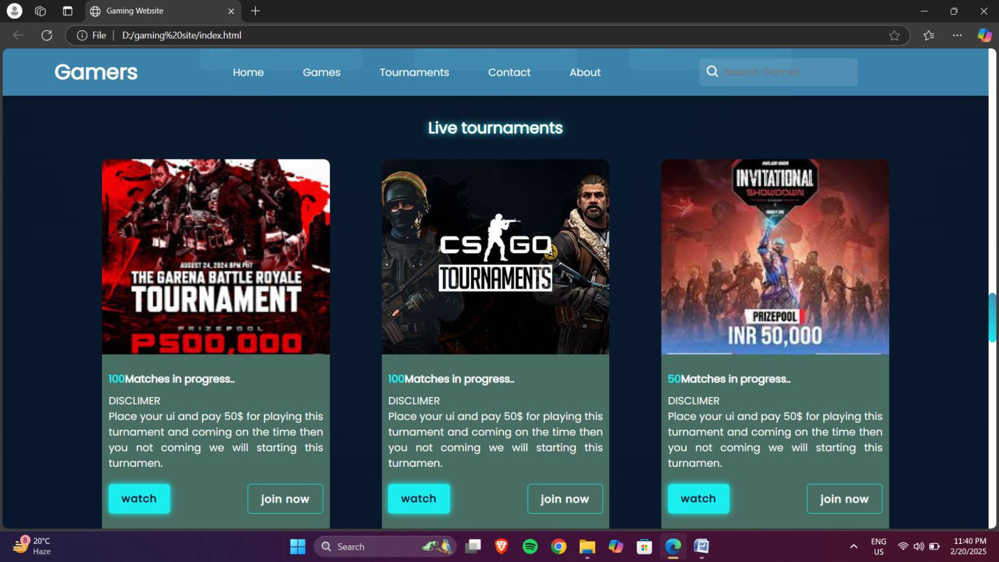 Gaming Website
File
D:/gaming%20site/index.html
Gamers
Home
Games
Tournaments
Contact
About
Search Games
Live tournaments
AUGUST 24, 2024 8PM PHT
THE GARENA BATTLE ROYALE
TOURNAMENT
PRIZEPOOL
P500,000
100Matches in progress..
DISCLIMER
Place your ui and pay 50$ for playing this
turnament and coming on the time then
you not coming we will starting this
turnamen.
watch
join now
CS GO
TOURNAMENTS
100Matches in progress..
DISCLIMER
Place your ui and pay 50$ for playing this
turnament and coming on the time then
you not coming we will starting this
turnamen.
watch
join now
INVITATIONAL
SHOWDOWN
PRIZEPOOL
INR 50,000
50Matches in progress..
DISCLIMER
Place your ui and pay 50$ for playing this
turnament and coming on the time then
you not coming we will starting this
turnamen.
watch
join now
8
20°C
Haze
Search
ENG
US
11:40 PM
2/20/2025